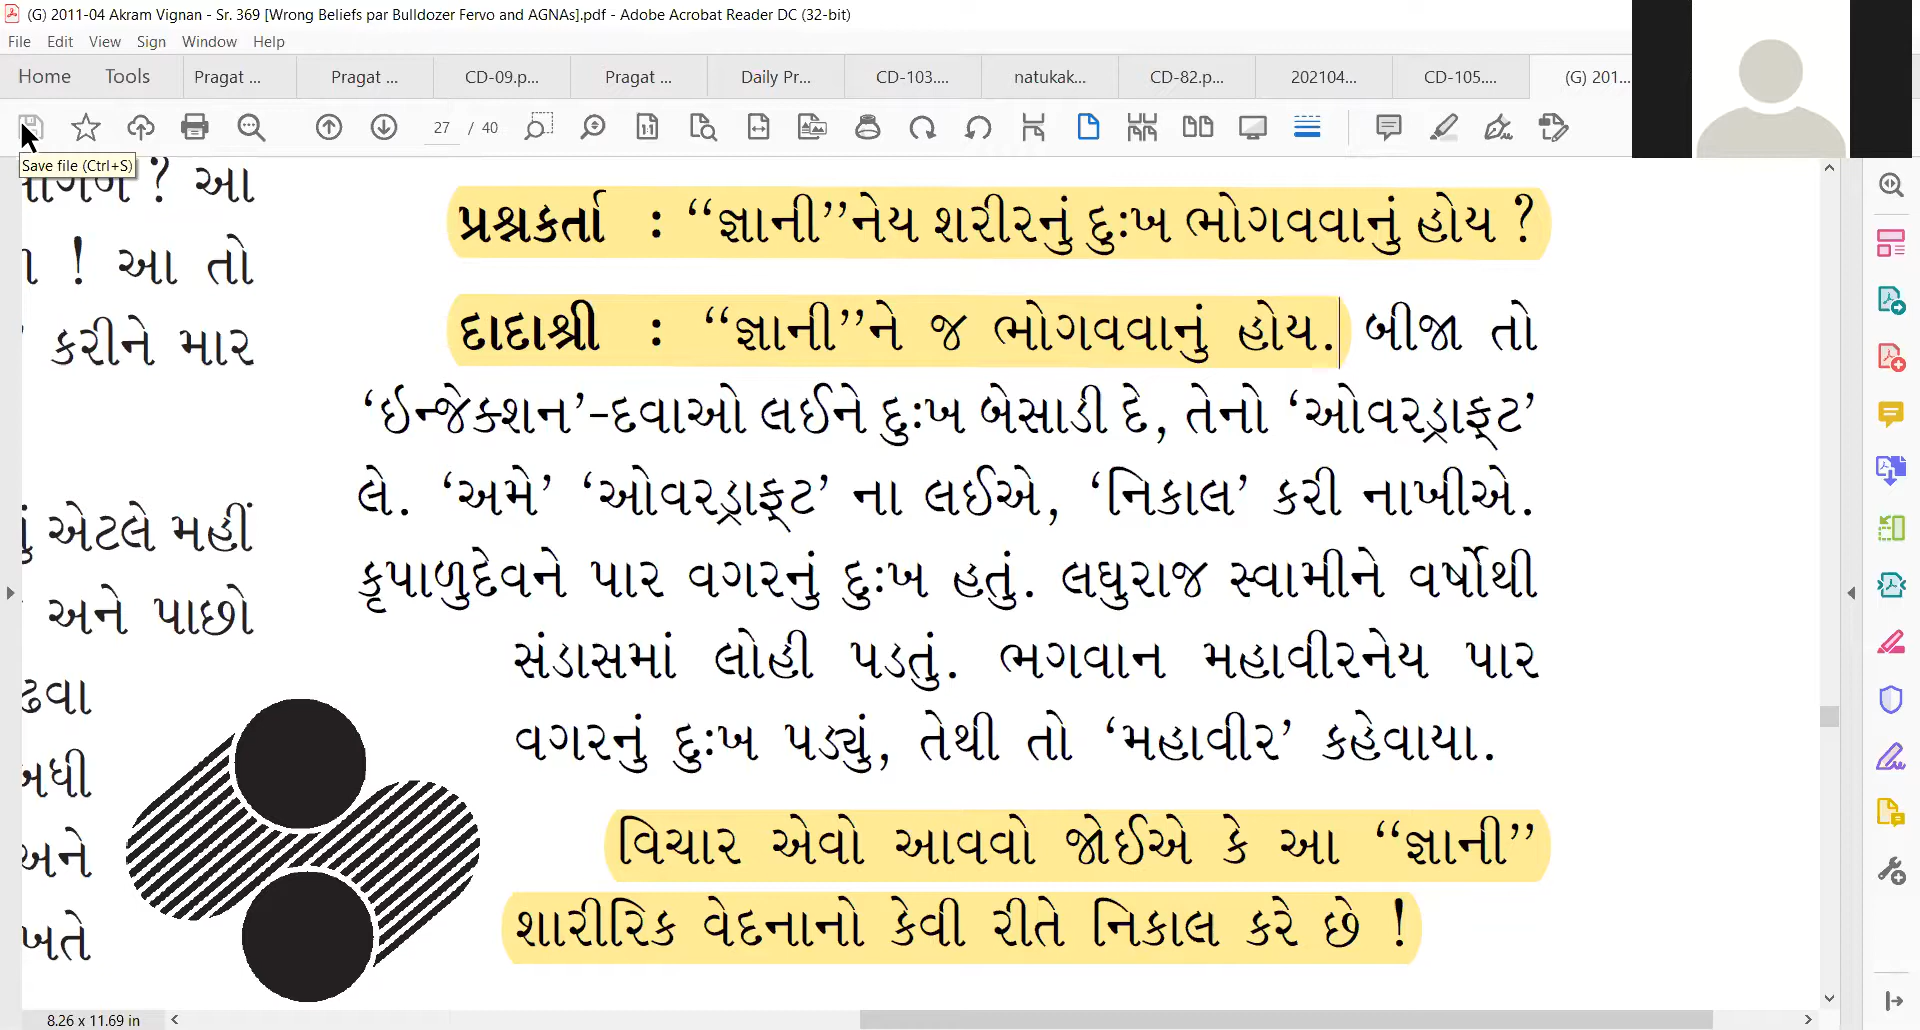 (G) 2011-04 Akram Vignan - Sr. 369 [Wrong Beliefs par Bulldozer Fervo and AGNAs].pdf - Adobe Acrobat Reader DC (32-bit)
File Edit View Sign Window Help
Home Tools Pragat ... Pragat ... CD-09.p... Pragat ... Daily Pr... CD-103.... natukak... CD-82.p... 202104... CD-105.... (G) 201...
27 / 40
Save file (Ctrl+S)
? આ
! આ તો
કરીને માર
એટલે મહીં
અને પાછો
પ્રશ્નકર્તા : “જ્ઞાની”નેય શરીરનું દુઃખ ભોગવવાનું હોય ?
દાદાશ્રી : “જ્ઞાની”ને જ ભોગવવાનું હોય. બીજા તો
‘ઇન્જેક્શન’-દવાઓ લઈને દુઃખ બેસાડી દે, તેનો ‘ઓવરડ્રાફ્ટ’
લે. ‘અમે’ ‘ઓવરડ્રાફ્ટ’ ના લઈએ, ‘નિકાલ’ કરી નાખીએ.
કૃપાળુદેવને પાર વગરનું દુઃખ હતું. લઘુરાજ સ્વામીને વર્ષોથી
સંડાસમાં લોહી પડતું. ભગવાન મહાવીરનેય પાર
વગરનું દુઃખ પડ્યું, તેથી તો ‘મહાવીર’ કહેવાયા.
વિચાર એવો આવવો જોઈએ કે આ “જ્ઞાની”
શારીરિક વેદનાનો કેવી રીતે નિકાલ કરે છે !
8.26 x 11.69 in